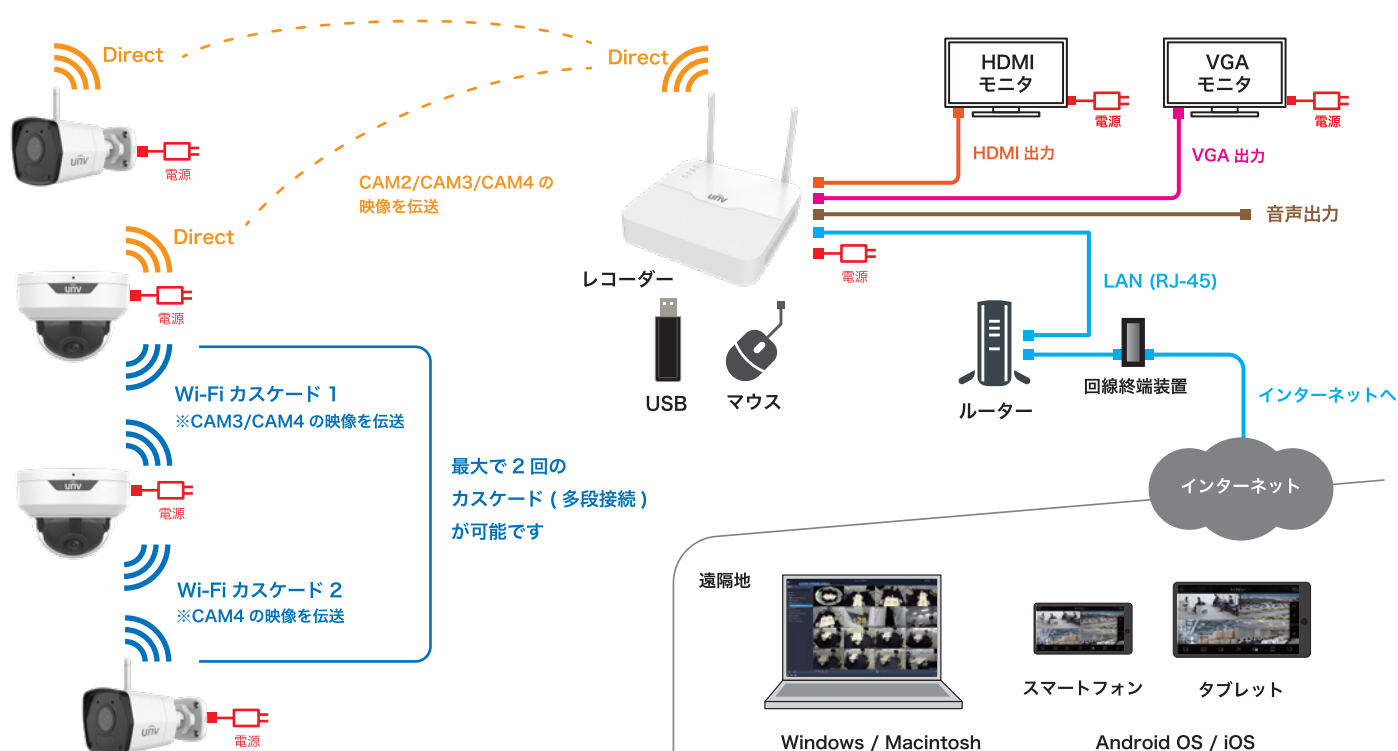 Direct
電源
CAM2/CAM3/CAM4 の
映像を伝送
Direct
unv
電源
Direct
unv
レコーダー
電源
USB
マウス
HDMI
モニタ
電源
HDMI 出力
VGA
モニタ
電源
VGA 出力
音声出力
LAN (RJ-45)
ルーター
回線終端装置
インターネットへ
インターネット
unv
電源
Wi-Fi カスケード 1
※CAM3/CAM4 の映像を伝送
unv
電源
最大で 2 回の
カスケード ( 多段接続 )
が可能です
Wi-Fi カスケード 2
※CAM4 の映像を伝送
unv
電源
遠隔地
スマートフォン
タブレット
Windows / Macintosh
Android OS / iOS